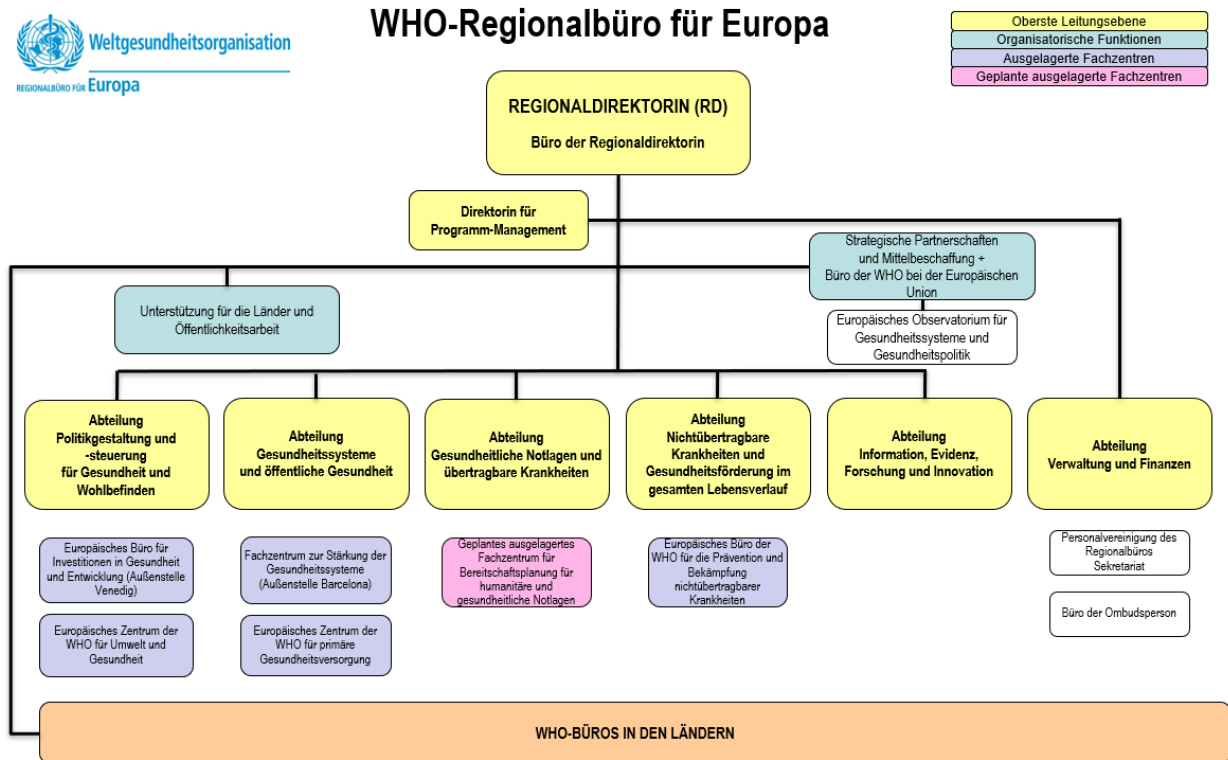 WHO-Regionalbüro für Europa
Weltgesundheitsorganisation
REGIONALBÜRO FÜR Europa
Oberste Leitungsebene
Organisatorische Funktionen
Ausgelagerte Fachzentren
Geplante ausgelagerte Fachzentren
REGIONALDIREKTORIN (RD)
Büro der Regionaldirektorin
Direktorin für
Programm-Management
Strategische Partnerschaften
und Mittelbeschaffung +
Büro der WHO bei der Europäischen
Union
Unterstützung für die Länder und
Öffentlichkeitsarbeit
Europäisches Observatorium für
Gesundheitssysteme und
Gesundheitspolitik
Abteilung
Politikgestaltung und
-steuerung
für Gesundheit und
Wohlbefinden
Abteilung
Gesundheitssysteme
und öffentliche Gesundheit
Abteilung
Gesundheitliche Notlagen und
übertragbare Krankheiten
Abteilung
Nichtübertragbare
Krankheiten und
Gesundheitsförderung im
gesamten Lebensverlauf
Abteilung
Information, Evidenz,
Forschung und Innovation
Abteilung
Verwaltung und Finanzen
Europäisches Büro für
Investitionen in Gesundheit
und Entwicklung (Außenstelle
Venedig)
Fachzentrum zur Stärkung der
Gesundheitssysteme
(Außenstelle Barcelona)
Geplantes ausgelagertes
Fachzentrum für
Bereitschaftsplanung für
humanitäre und
gesundheitliche Notlagen
Europäisches Büro der
WHO für die Prävention und
Bekämpfung
nichtübertragbarer
Krankheiten
Personalvereinigung des
Regionalbüros
Sekretariat
Europäisches Zentrum der
WHO für Umwelt und
Gesundheit
Europäisches Zentrum der
WHO für primäre
Gesundheitsversorgung
Büro der Ombudsperson
WHO-BÜROS IN DEN LÄNDERN